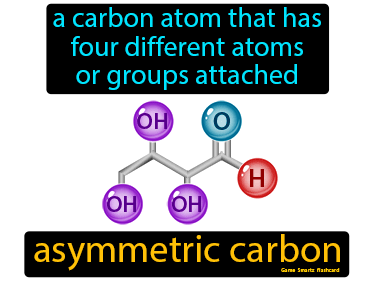 a carbon atom that has
four different atoms
or groups attached
OH
O
H
OH
OH
asymmetric carbon
Game Smartz Flashcard